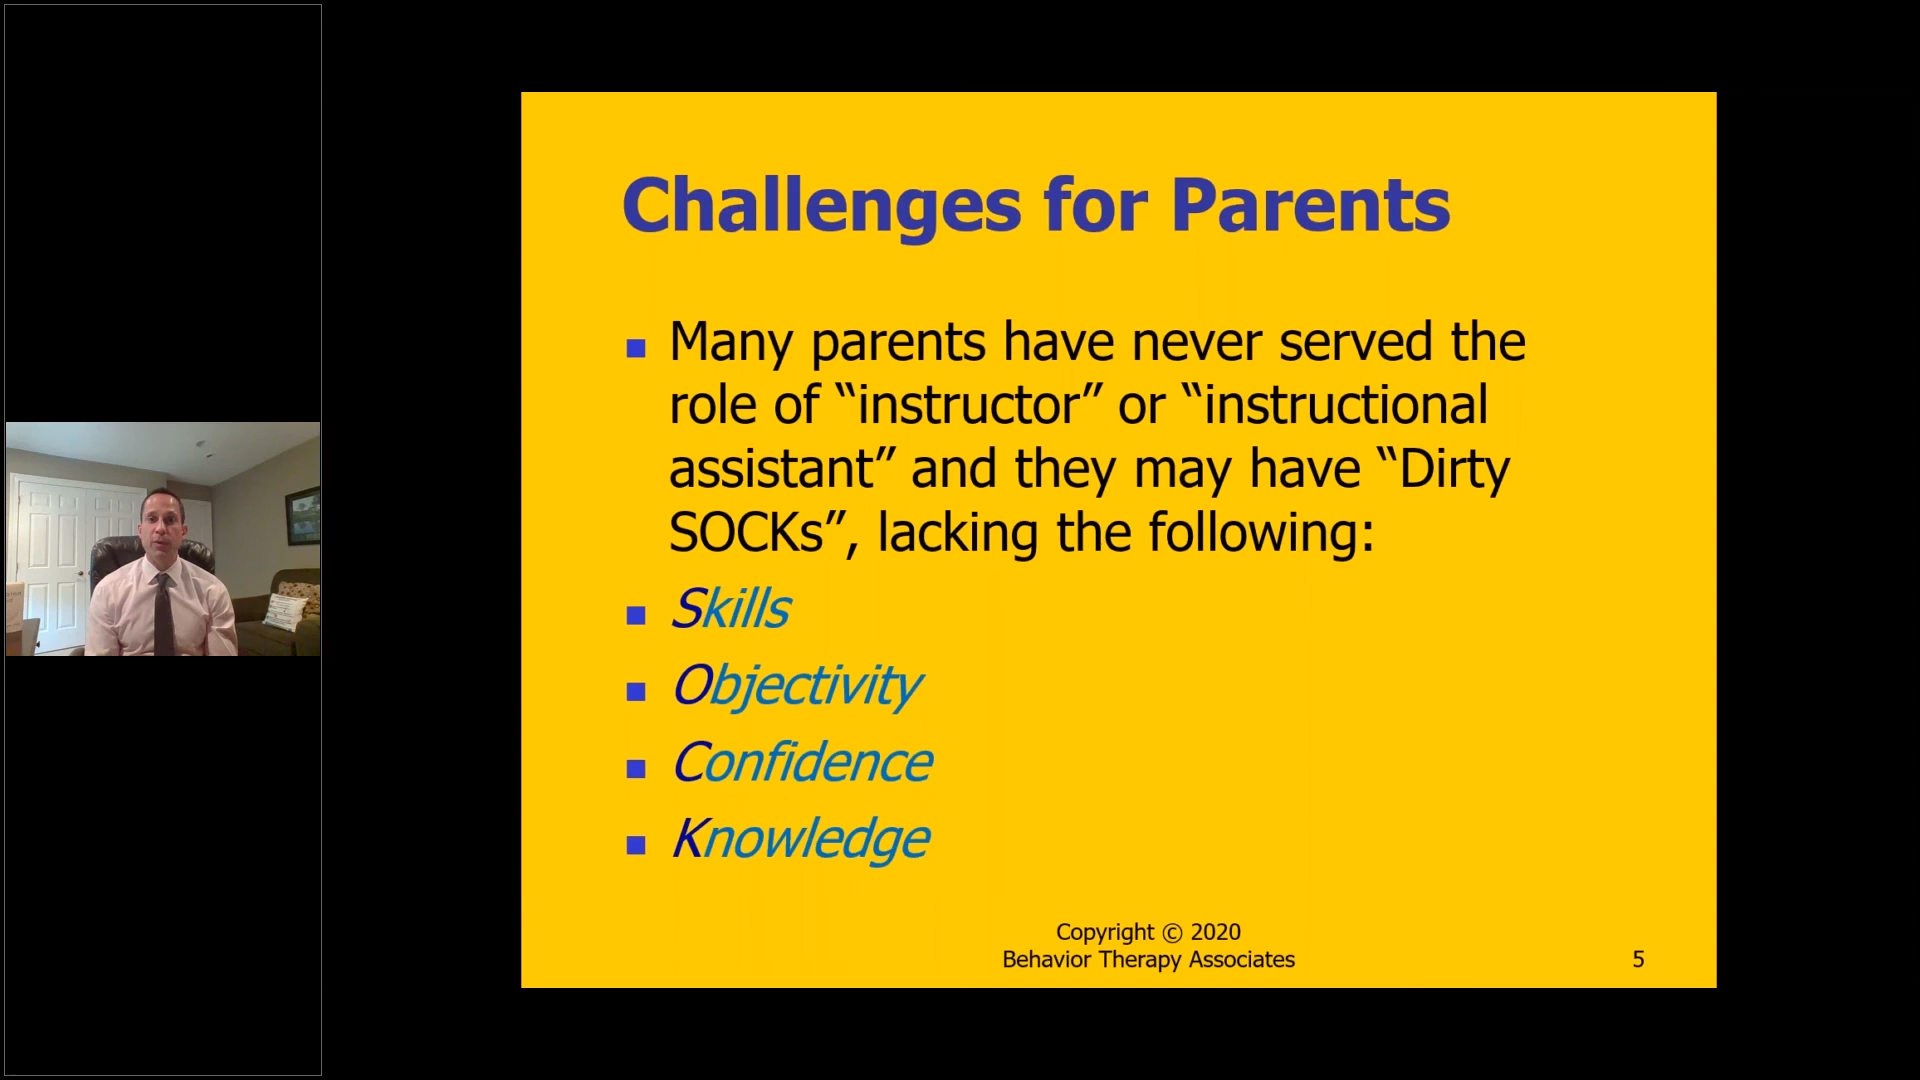 Challenges for Parents
Many parents have never served the
role of “instructor” or “instructional
assistant” and they may have “Dirty
SOCKs”, lacking the following:
Skills
Objectivity
Confidence
Knowledge
Copyright © 2020
Behavior Therapy Associates
5